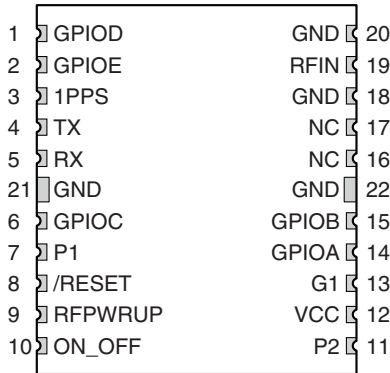 1 GPIOD GND 20
2 GPIOE RFIN 19
3 1PPS GND 18
4 TX NC 17
5 RX NC 16
21 GND GND 22
6 GPIOC GPIOB 15
7 P1 GPIOA 14
8 /RESET G1 13
9 RFPWRUP VCC 12
10 ON_OFF P2 11